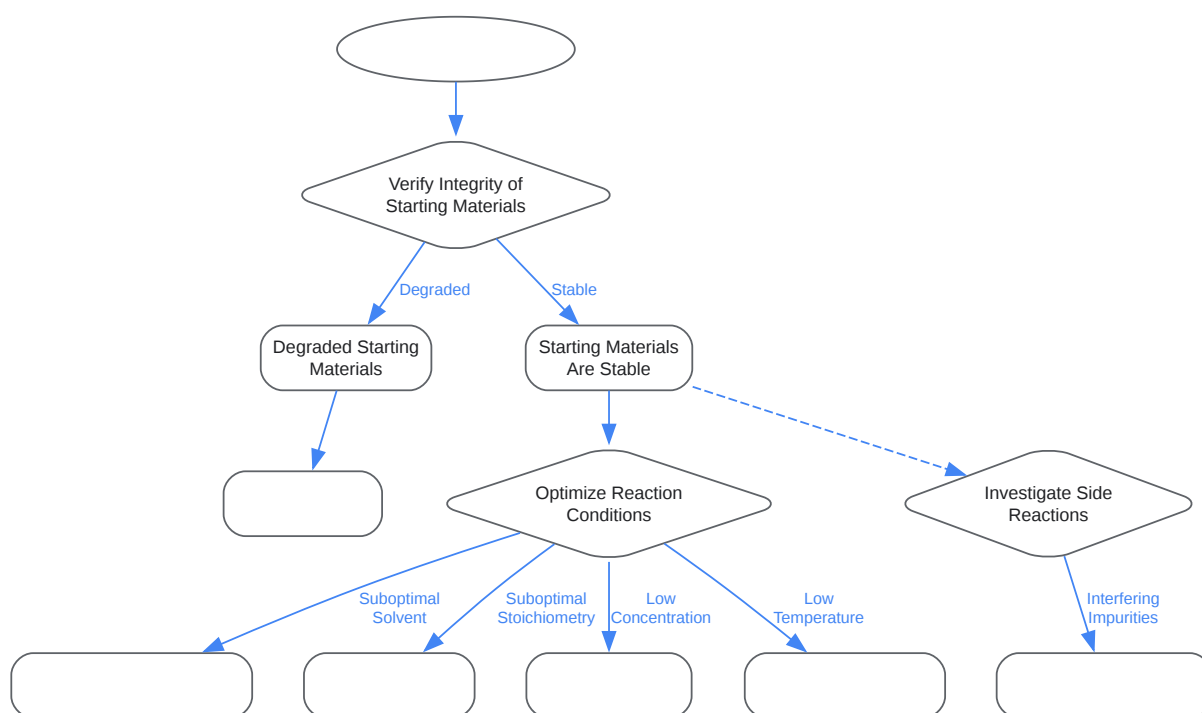 Verify Integrity of
Starting Materials
Degraded
Stable
Degraded Starting
Materials
Starting Materials
Are Stable
Optimize Reaction
Conditions
Investigate Side
Reactions
Suboptimal
Solvent
Suboptimal
Stoichiometry
Low
Concentration
Low
Temperature
Interfering
Impurities